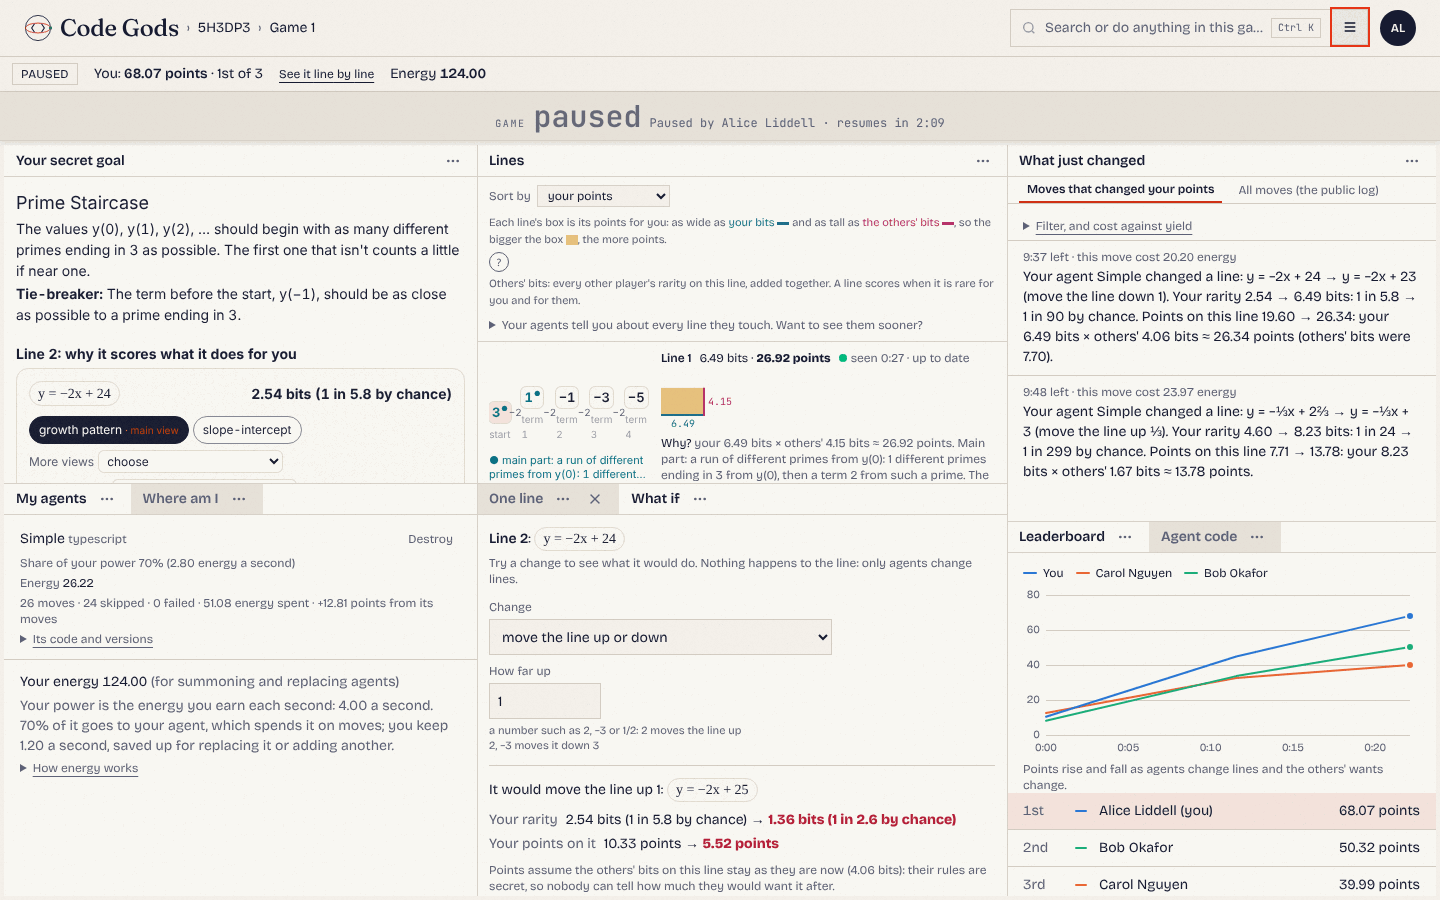 Code Gods › 5H3DP3 › Game 1
Search or do anything in this ga... Ctrl K
AL
PAUSED You: 68.07 points · 1st of 3 See it line by line Energy 124.00
GAME paused Paused by Alice Liddell · resumes in 2:09
Your secret goal
Prime Staircase
The values y(0), y(1), y(2), ... should begin with as many different
primes ending in 3 as possible. The first one that isn't counts a little
if near one.
Tie-breaker: The term before the start, y(−1), should be as close
as possible to a prime ending in 3.
Line 2: why it scores what it does for you
y = −2x + 24 2.54 bits (1 in 5.8 by chance)
growth pattern · main view slope-intercept
More views choose
My agents Where am I
Simple typescript Destroy
Share of your power 70% (2.80 energy a second)
Energy 26.22
26 moves · 24 skipped · 0 failed · 51.08 energy spent · +12.81 points from its
moves
Its code and versions
Your energy 124.00 (for summoning and replacing agents)
Your power is the energy you earn each second: 4.00 a second.
70% of it goes to your agent, which spends it on moves; you keep
1.20 a second, saved up for replacing it or adding another.
How energy works
Lines
Sort by your points
Each line's box is its points for you: as wide as your bits and as tall as the others' bits, so the
bigger the box, the more points.
?
Others' bits: every other player's rarity on this line, added together. A line scores when it is rare for
you and for them.
Your agents tell you about every line they touch. Want to see them sooner?
Line 1 6.49 bits · 26.92 points seen 0:27 · up to date
3 −2 1 −2 −1 −2 −3 −2 −5
start term 1 term 2 term 3 term 4
main part: a run of different
primes from y(0): 1 different...
4.15
6.49
Why? your 6.49 bits × others' 4.15 bits ≈ 26.92 points. Main
part: a run of different primes from y(0): 1 different primes
ending in 3 from y(0), then a term 2 from such a prime. The
One line What if
Line 2: y = −2x + 24
Try a change to see what it would do. Nothing happens to the line: only agents change
lines.
Change
move the line up or down
How far up
1
a number such as 2, −3 or 1/2: 2 moves the line up
2, −3 moves it down 3
It would move the line up 1: y = −2x + 25
Your rarity 2.54 bits (1 in 5.8 by chance) → 1.36 bits (1 in 2.6 by chance)
Your points on it 10.33 points → 5.52 points
Points assume the others' bits on this line stay as they are now (4.06 bits): their rules are
secret, so nobody can tell how much they would want it after.
What just changed
Moves that changed your points All moves (the public log)
Filter, and cost against yield
9:37 left · this move cost 20.20 energy
Your agent Simple changed a line: y = −2x + 24 → y = −2x + 23
(move the line down 1). Your rarity 2.54 → 6.49 bits: 1 in 5.8 →
1 in 90 by chance. Points on this line 19.60 → 26.34: your
6.49 bits × others' 4.06 bits ≈ 26.34 points (others' bits were
7.70).
9:48 left · this move cost 23.97 energy
Your agent Simple changed a line: y = −⅓x + 2⅔ → y = −⅓x +
3 (move the line up ⅓). Your rarity 4.60 → 8.23 bits: 1 in 24 →
1 in 299 by chance. Points on this line 7.71 → 13.78: your 8.23
bits × others' 1.67 bits ≈ 13.78 points.
Leaderboard Agent code
You Carol Nguyen Bob Okafor
80
60
40
20
0
0:00 0:05 0:10 0:15 0:20
Points rise and fall as agents change lines and the others' wants
change.
1st Alice Liddell (you) 68.07 points
2nd Bob Okafor 50.32 points
3rd Carol Nguyen 39.99 points